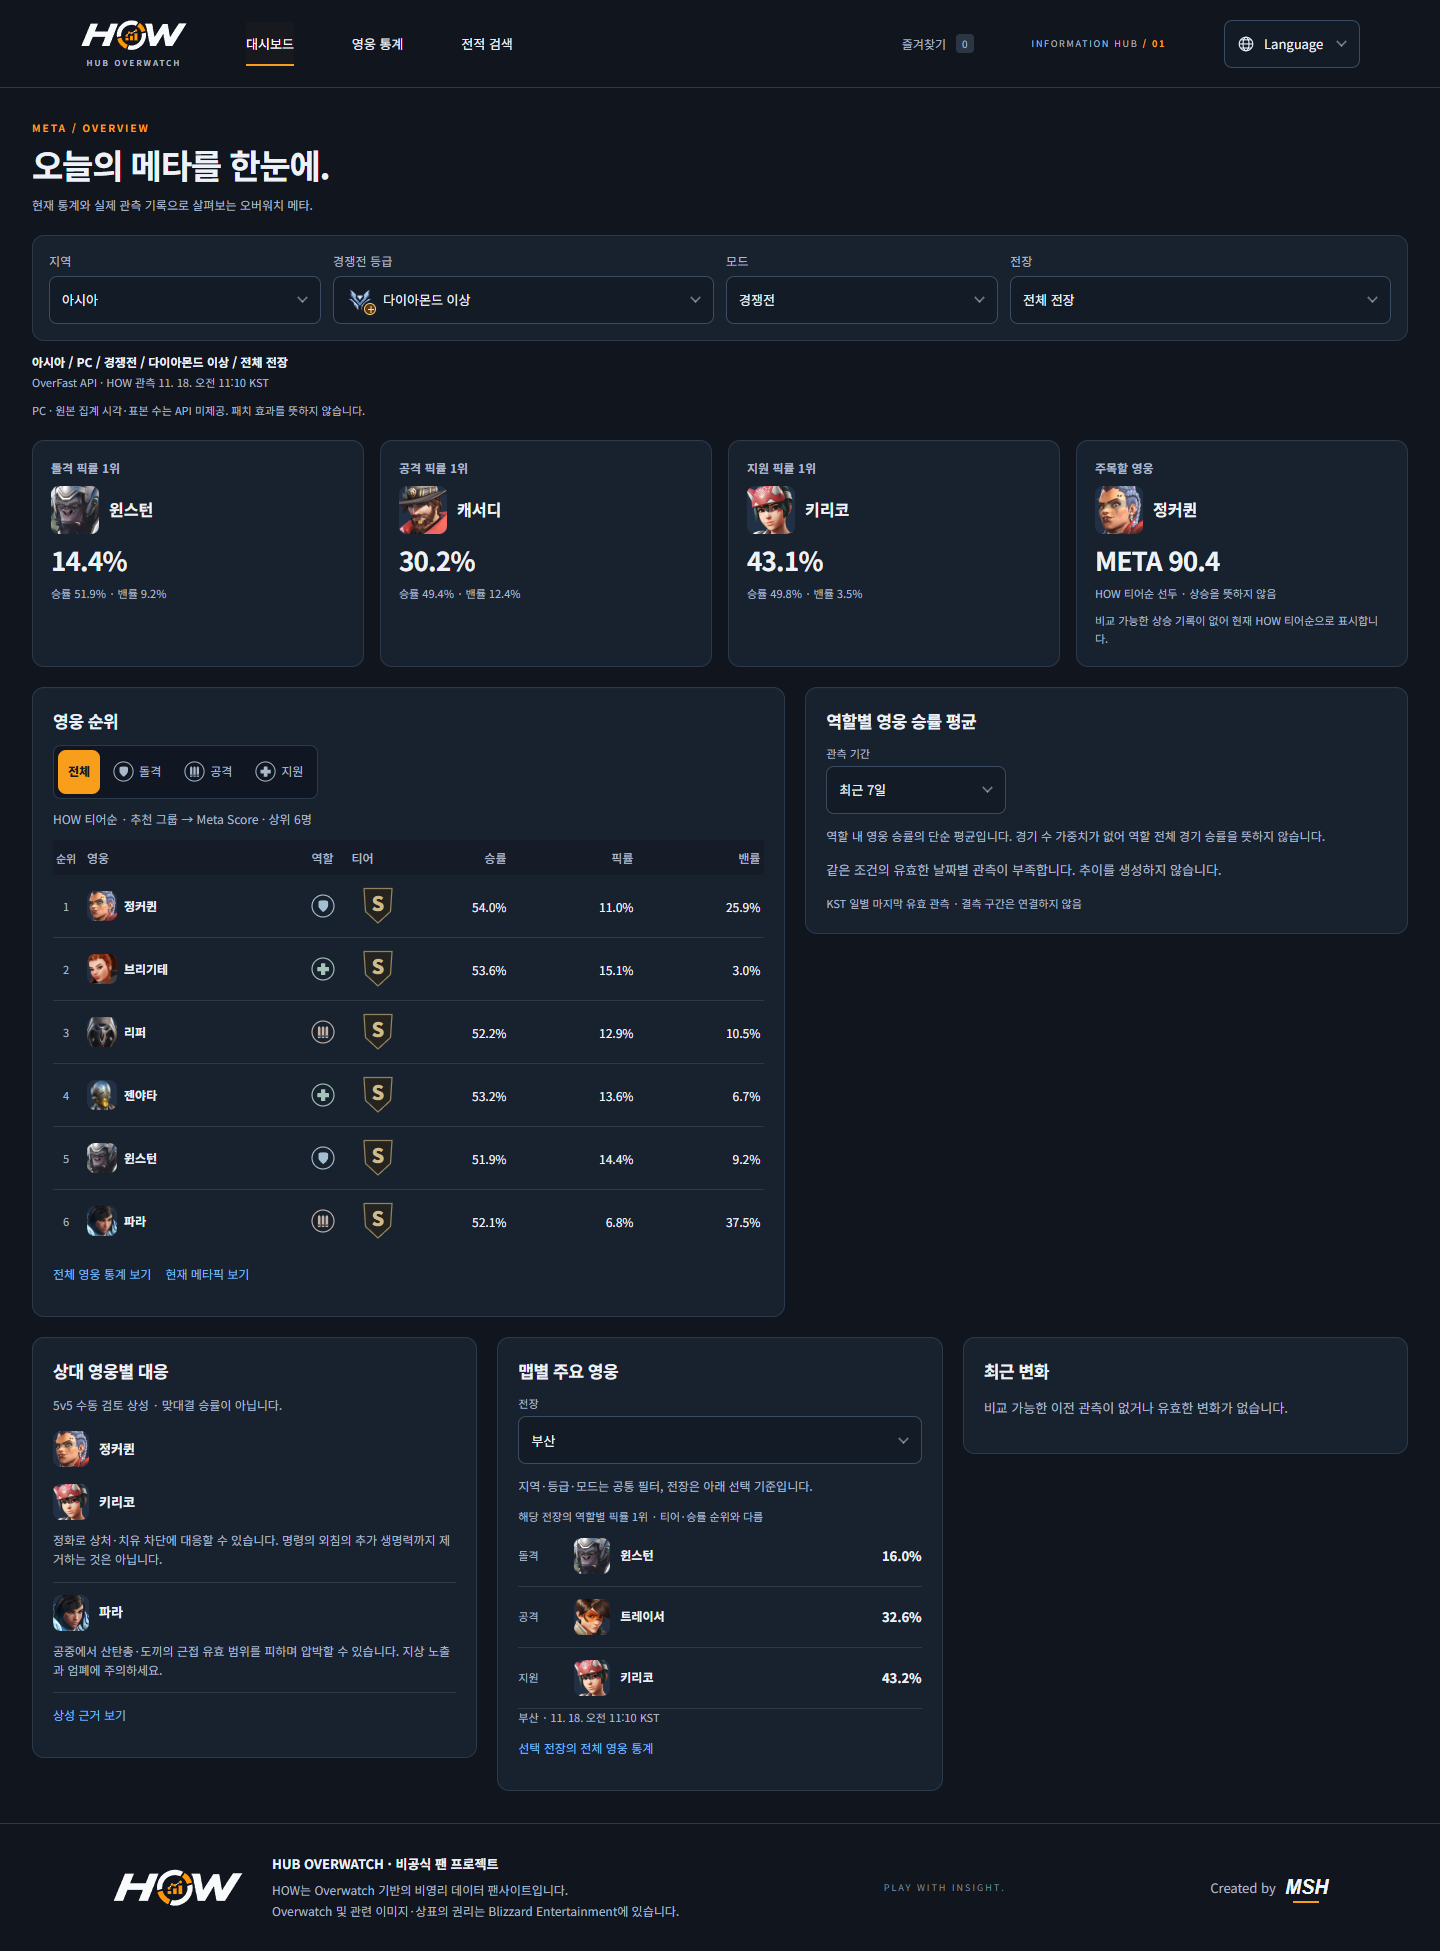 HOW
HUB OVERWATCH
대시보드
영웅 통계
전적 검색
즐겨찾기 0
INFORMATION HUB / 01
Language
META / OVERVIEW
오늘의 메타를 한눈에.
현재 통계와 실제 관측 기록으로 살펴보는 오버워치 메타.
지역
경쟁전 등급
모드
전장
아시아
다이아몬드 이상
경쟁전
전체 전장
아시아 / PC / 경쟁전 / 다이아몬드 이상 / 전체 전장
OverFast API · HOW 관측 11. 18. 오전 11:10 KST
PC · 원본 집계 시각·표본 수는 API 미제공. 패치 효과를 뜻하지 않습니다.
돌격 픽률 1위
윈스턴
14.4%
승률 51.9% · 밴률 9.2%
공격 픽률 1위
캐서디
30.2%
승률 49.4% · 밴률 12.4%
지원 픽률 1위
키리코
43.1%
승률 49.8% · 밴률 3.5%
주목할 영웅
정커퀸
META 90.4
HOW 티어순 선두 · 상승을 뜻하지 않음
비교 가능한 상승 기록이 없어 현재 HOW 티어순으로 표시합니
다.
영웅 순위
전체 돌격 공격 지원
HOW 티어순 · 추천 그룹 → Meta Score · 상위 6명
순위 영웅 역할 티어 승률 픽률 밴률
1 정커퀸 S 54.0% 11.0% 25.9%
2 브리기테 S 53.6% 15.1% 3.0%
3 리퍼 S 52.2% 12.9% 10.5%
4 젠야타 S 53.2% 13.6% 6.7%
5 윈스턴 S 51.9% 14.4% 9.2%
6 파라 S 52.1% 6.8% 37.5%
전체 영웅 통계 보기 현재 메타픽 보기
역할별 영웅 승률 평균
관측 기간
최근 7일
역할 내 영웅 승률의 단순 평균입니다. 경기 수 가중치가 없어 역할 전체 경기 승률을 뜻하지 않습니다.
같은 조건의 유효한 날짜별 관측이 부족합니다. 추이를 생성하지 않습니다.
KST 일별 마지막 유효 관측 · 결측 구간은 연결하지 않음
상대 영웅별 대응
5v5 수동 검토 상성 · 맞대결 승률이 아닙니다.
정커퀸
키리코
정화로 상처·치유 차단에 대응할 수 있습니다. 명령의 외침의 추가 생명력까지 제
거하는 것은 아닙니다.
파라
공중에서 산탄총·도끼의 근접 유효 범위를 피하며 압박할 수 있습니다. 지상 노출
과 엄폐에 주의하세요.
상성 근거 보기
맵별 주요 영웅
전장
부산
지역·등급·모드는 공통 필터, 전장은 아래 선택 기준입니다.
해당 전장의 역할별 픽률 1위 · 티어·승률 순위와 다름
돌격 윈스턴 16.0%
공격 트레이서 32.6%
지원 키리코 43.2%
부산 · 11. 18. 오전 11:10 KST
선택 전장의 전체 영웅 통계
최근 변화
비교 가능한 이전 관측이 없거나 유효한 변화가 없습니다.
HOW
HUB OVERWATCH · 비공식 팬 프로젝트
HOW는 Overwatch 기반의 비영리 데이터 팬사이트입니다.
Overwatch 및 관련 이미지·상표의 권리는 Blizzard Entertainment에 있습니다.
PLAY WITH INSIGHT.
Created by MSH